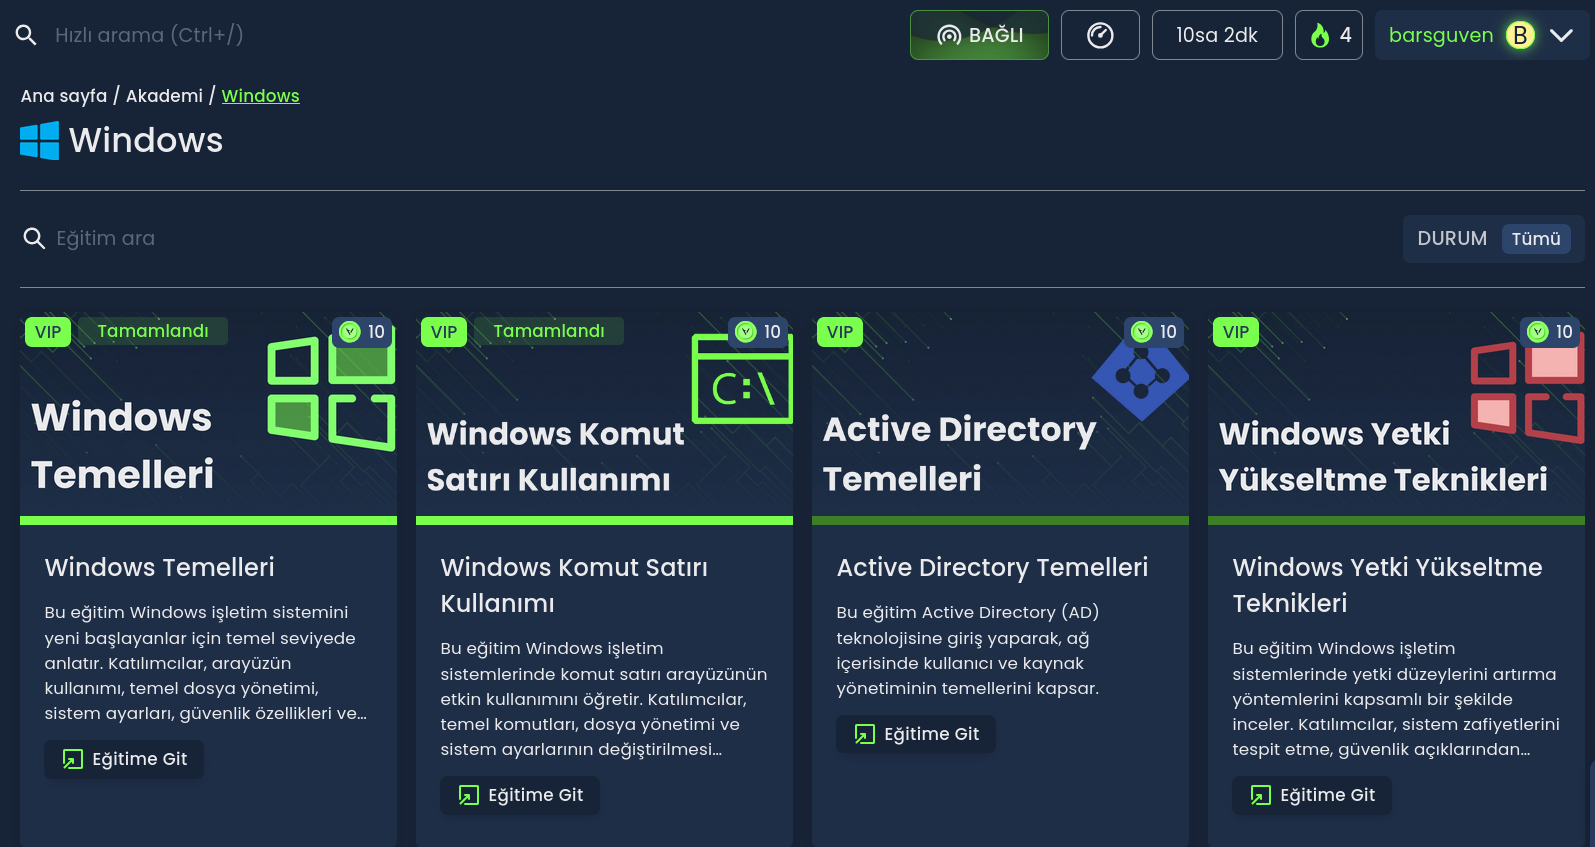 Hızlı arama (Ctrl+/)
BAĞLI
10sa 2dk
4
barsguven
B
Ana sayfa / Akademi / Windows
Windows
Eğitim ara
DURUM
Tümü
VIP
Tamamlandı
10
Windows
Temelleri
Windows Temelleri
Bu eğitim Windows işletim sistemini
yeni başlayanlar için temel seviyede
anlatır. Katılımcılar, arayüzün
kullanımı, temel dosya yönetimi,
sistem ayarları, güvenlik özellikleri ve...
Eğitime Git
VIP
Tamamlandı
10
C:\
Windows Komut
Satırı Kullanımı
Windows Komut Satırı
Kullanımı
Bu eğitim Windows işletim
sistemlerinde komut satırı arayüzünün
etkin kullanımını öğretir. Katılımcılar,
temel komutları, dosya yönetimi ve
sistem ayarlarının değiştirilmesi...
Eğitime Git
VIP
10
Active Directory
Temelleri
Active Directory Temelleri
Bu eğitim Active Directory (AD)
teknolojisine giriş yaparak, ağ
içerisinde kullanıcı ve kaynak
yönetiminin temellerini kapsar.
Eğitime Git
VIP
10
Windows Yetki
Yükseltme Teknikleri
Windows Yetki Yükseltme
Teknikleri
Bu eğitim Windows işletim
sistemlerinde yetki düzeylerini artırma
yöntemlerini kapsamlı bir şekilde
inceler. Katılımcılar, sistem zafiyetlerini
tespit etme, güvenlik açıklarından...
Eğitime Git